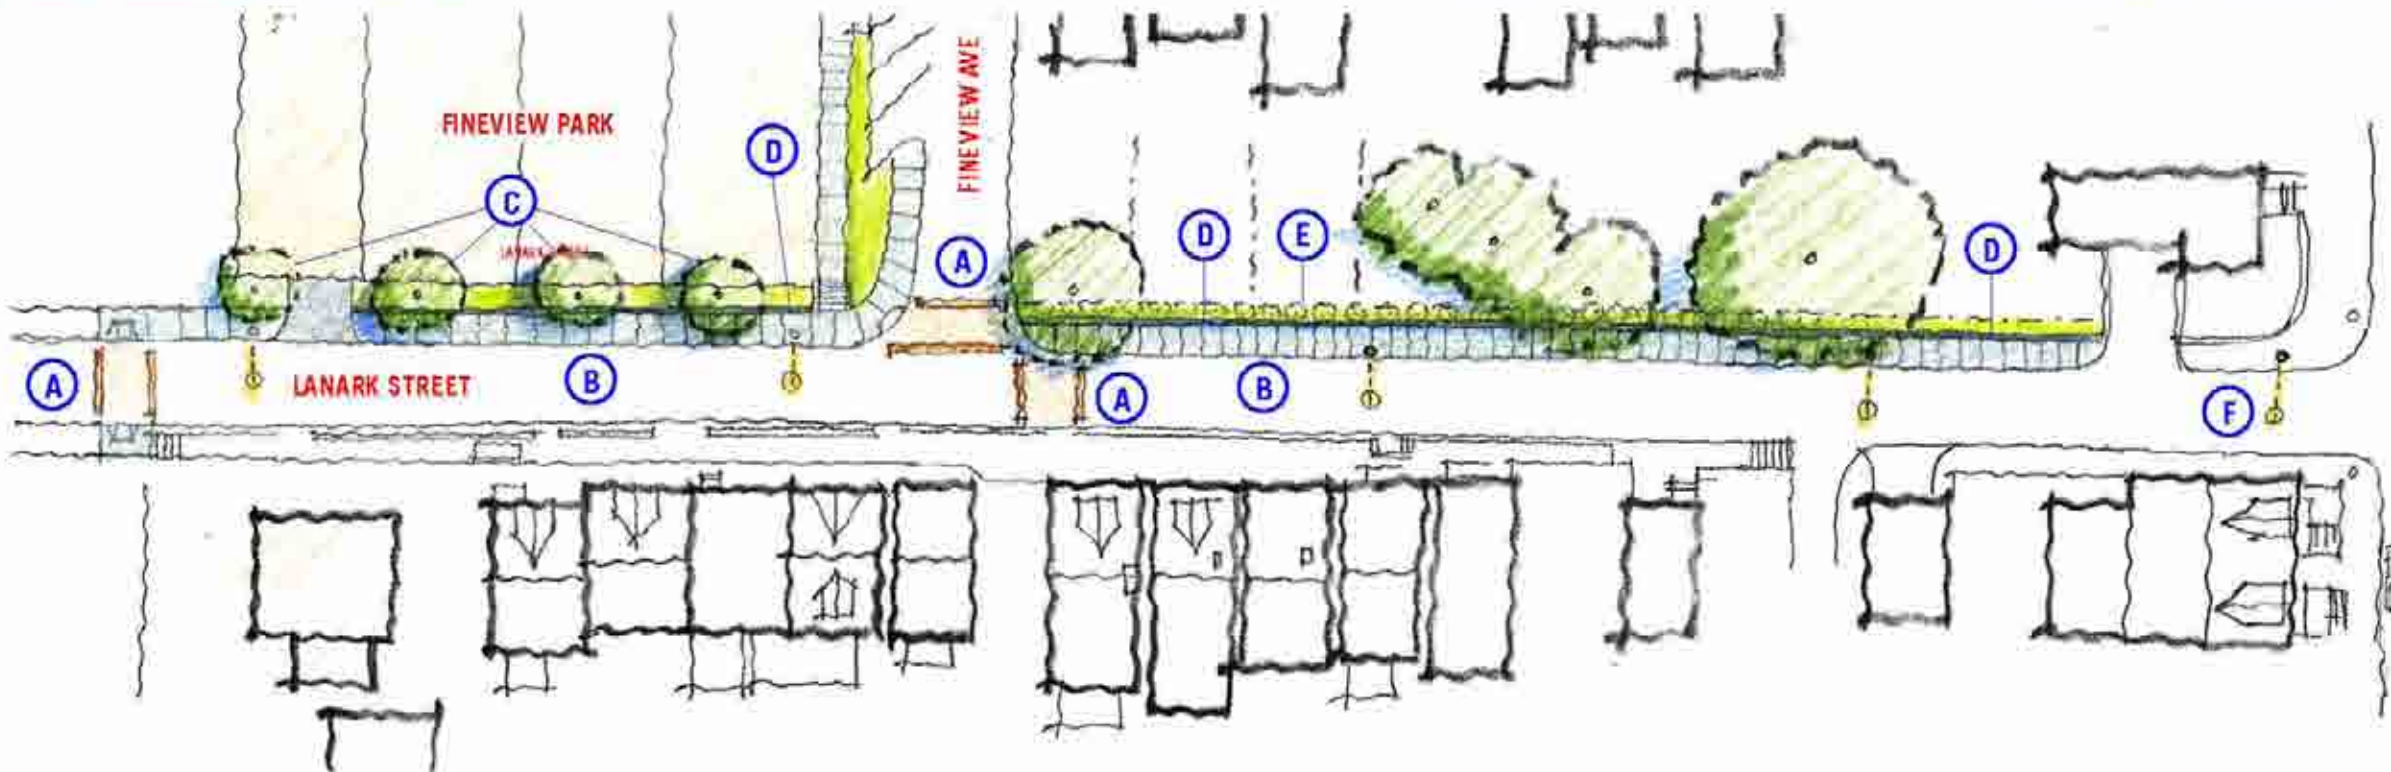 FINEVIEW AVE
FINEVIEW PARK
D
C
D
E
D
A
A
LANARK STREET
B
A
B
F